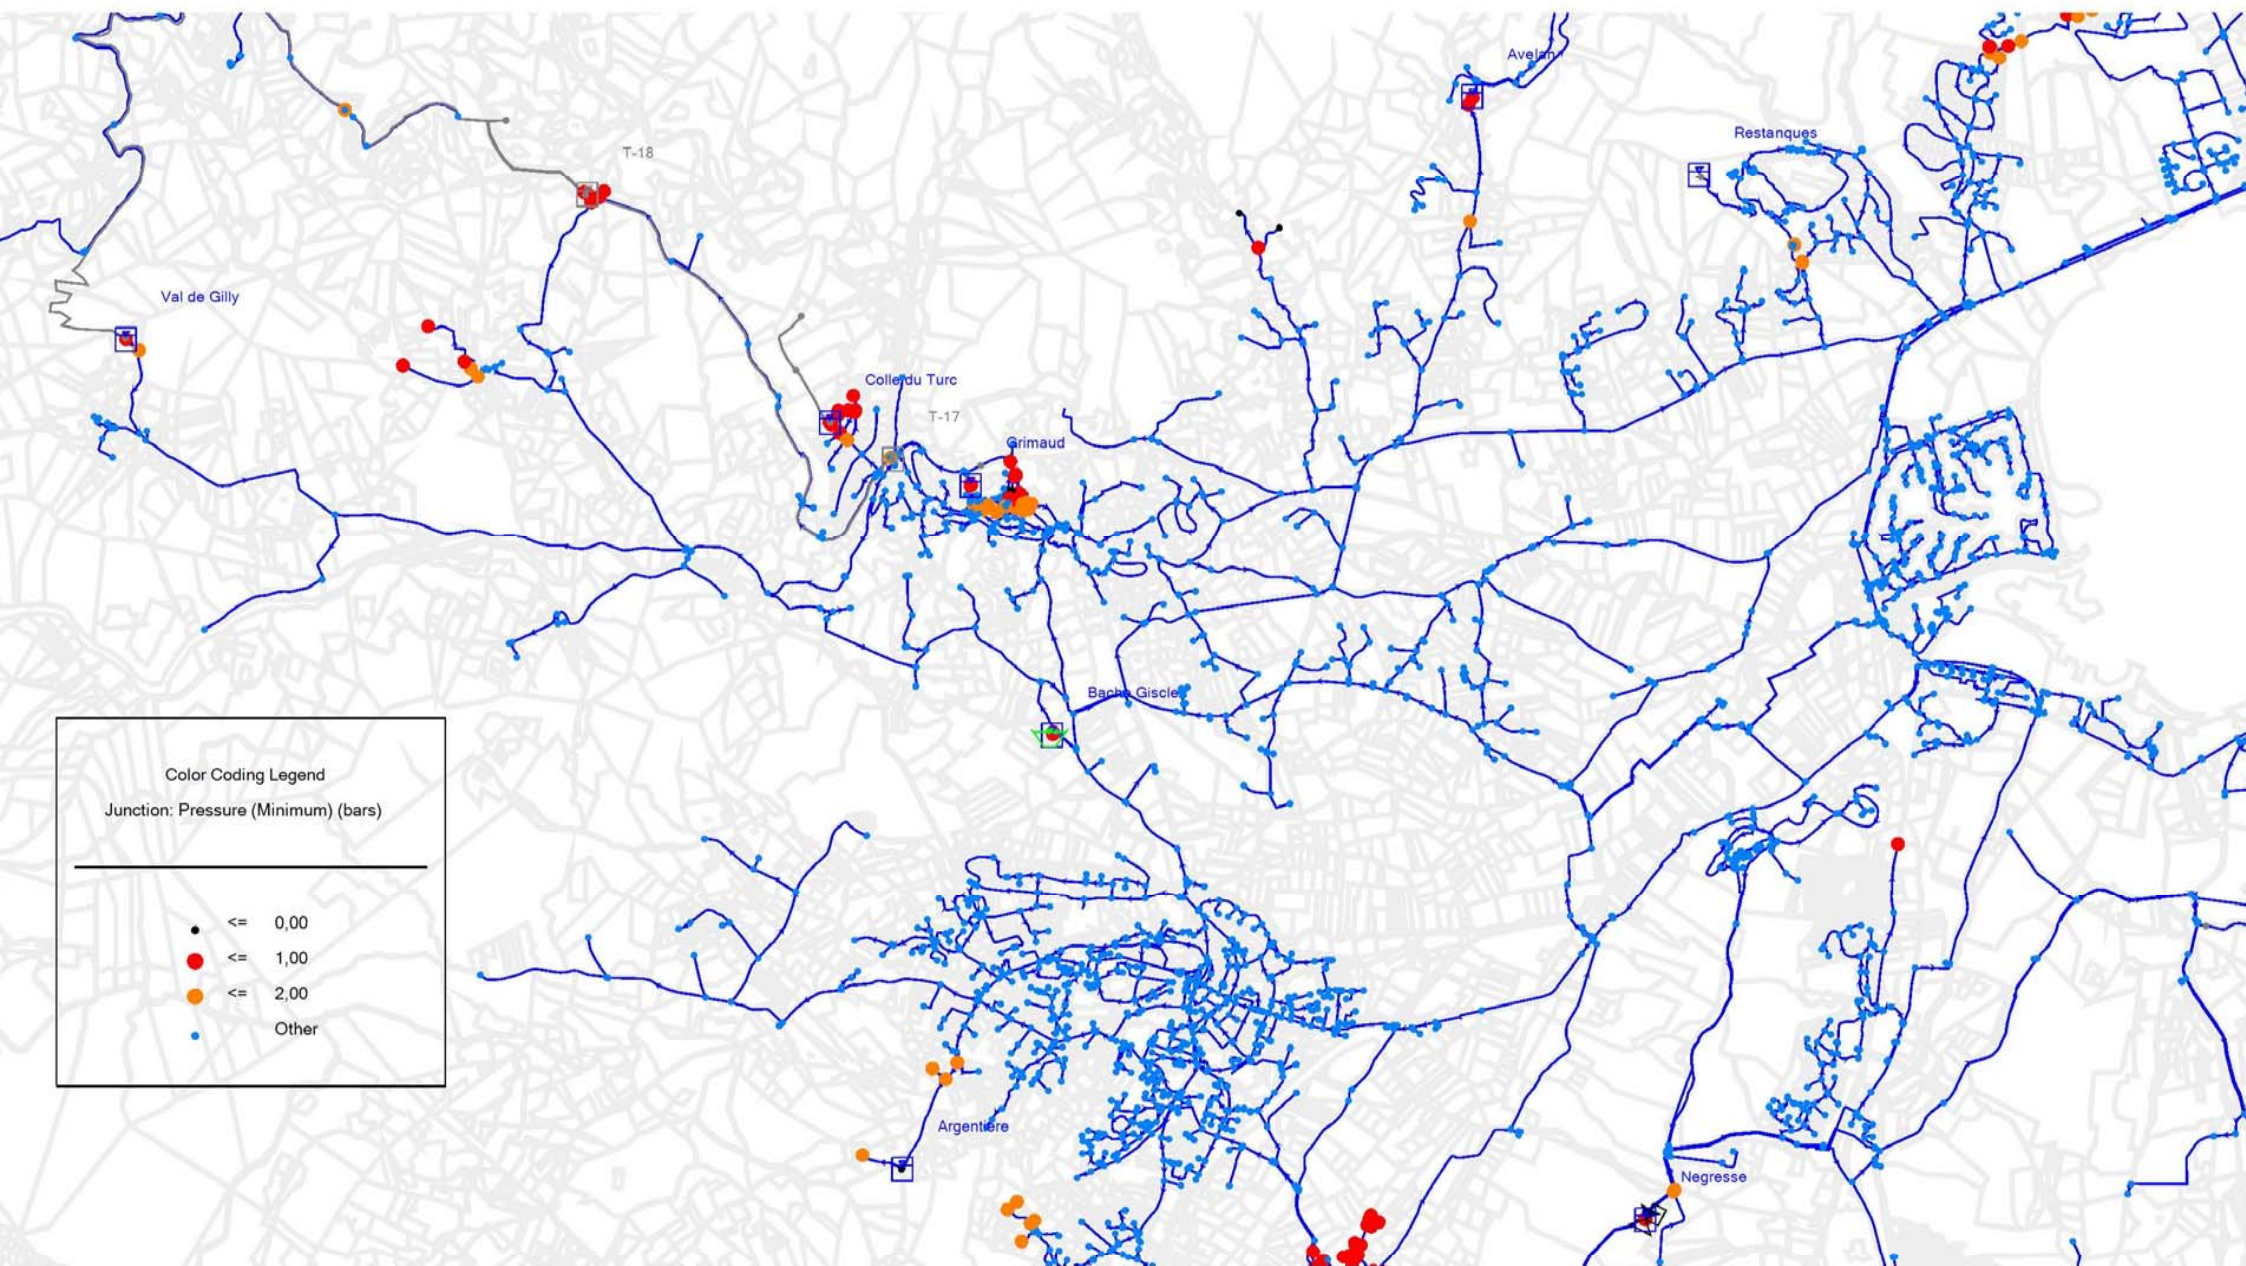 Avelan
Restanques
T-18
Val de Gilly
Colle du Turc
T-17
Grimaud
Bache Giscle
Color Coding Legend
Junction: Pressure (Minimum) (bars)
<= 0,00
<= 1,00
<= 2,00
Other
Argentière
Negresse